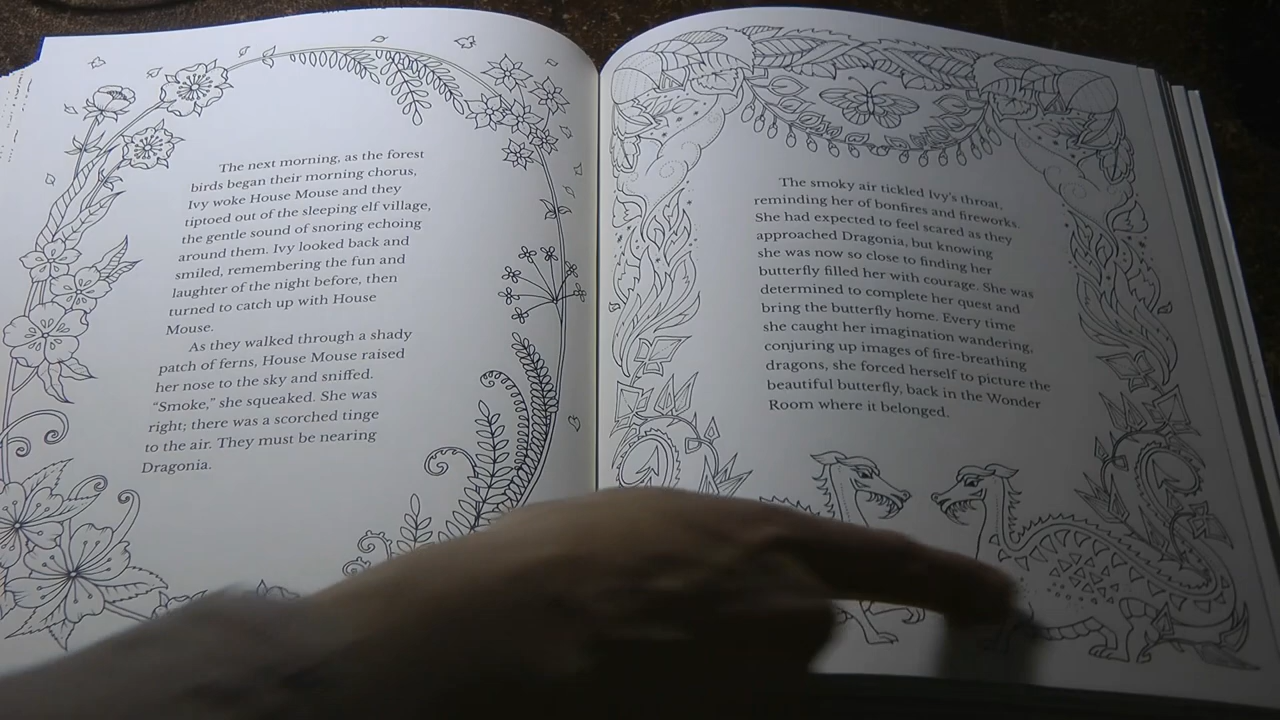 The next morning, as the forest
birds began their morning chorus,
Ivy woke House Mouse and they
tiptoed out of the sleeping elf village,
the gentle sound of snoring echoing
around them. Ivy looked back and
smiled, remembering the fun and
laughter of the night before, then
turned to catch up with House
Mouse.
As they walked through a shady
patch of ferns, House Mouse raised
her nose to the sky and sniffed.
“Smoke,” she squeaked. She was
right; there was a scorched tinge
to the air. They must be nearing
Dragonia.
The smoky air tickled Ivy’s throat,
reminding her of bonfires and fireworks.
She had expected to feel scared as they
approached Dragonia, but knowing
she was now so close to finding her
butterfly filled her with courage. She was
determined to complete her quest and
bring the butterfly home. Every time
she caught her imagination wandering,
conjuring up images of fire-breathing
dragons, she forced herself to picture the
beautiful butterfly, back in the Wonder
Room where it belonged.